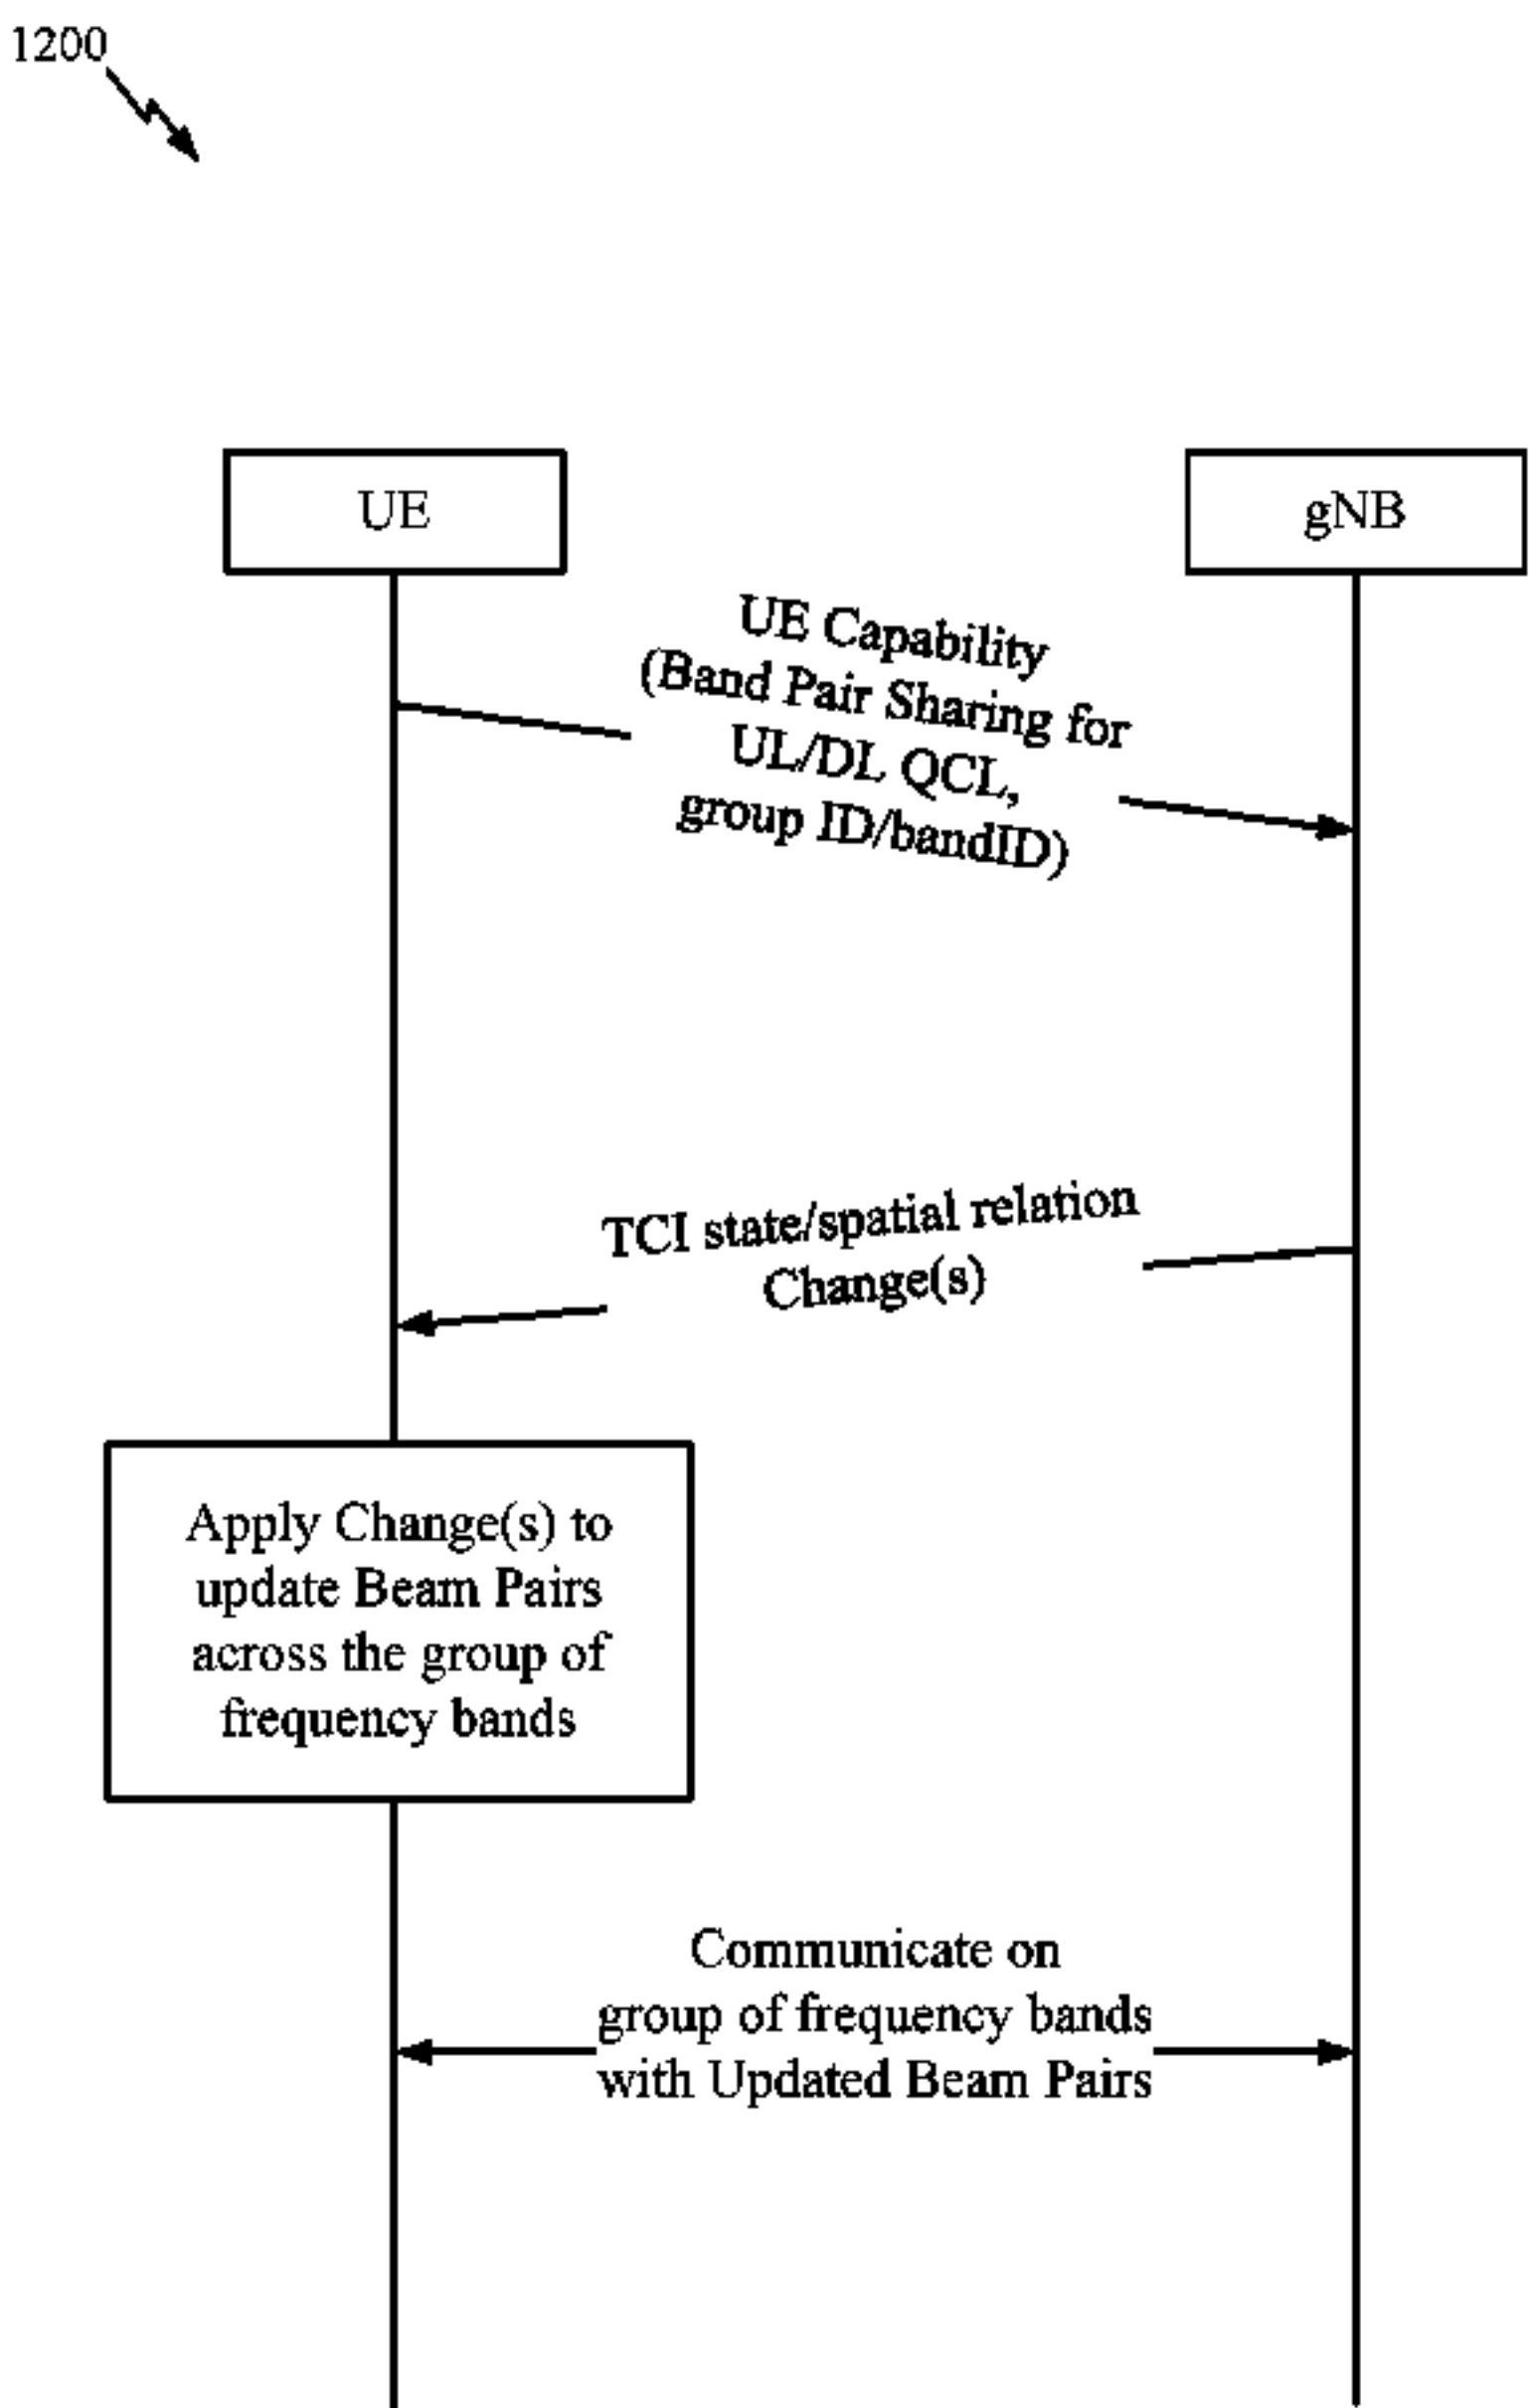 1200
UE
gNB
UE Capability
(Band Pair Sharing for
UL/DL QCL,
group ID/bandID)
TCI state/spatial relation
Change(s)
Apply Change(s) to
update Beam Pairs
across the group of
frequency bands
Communicate on
group of frequency bands
with Updated Beam Pairs